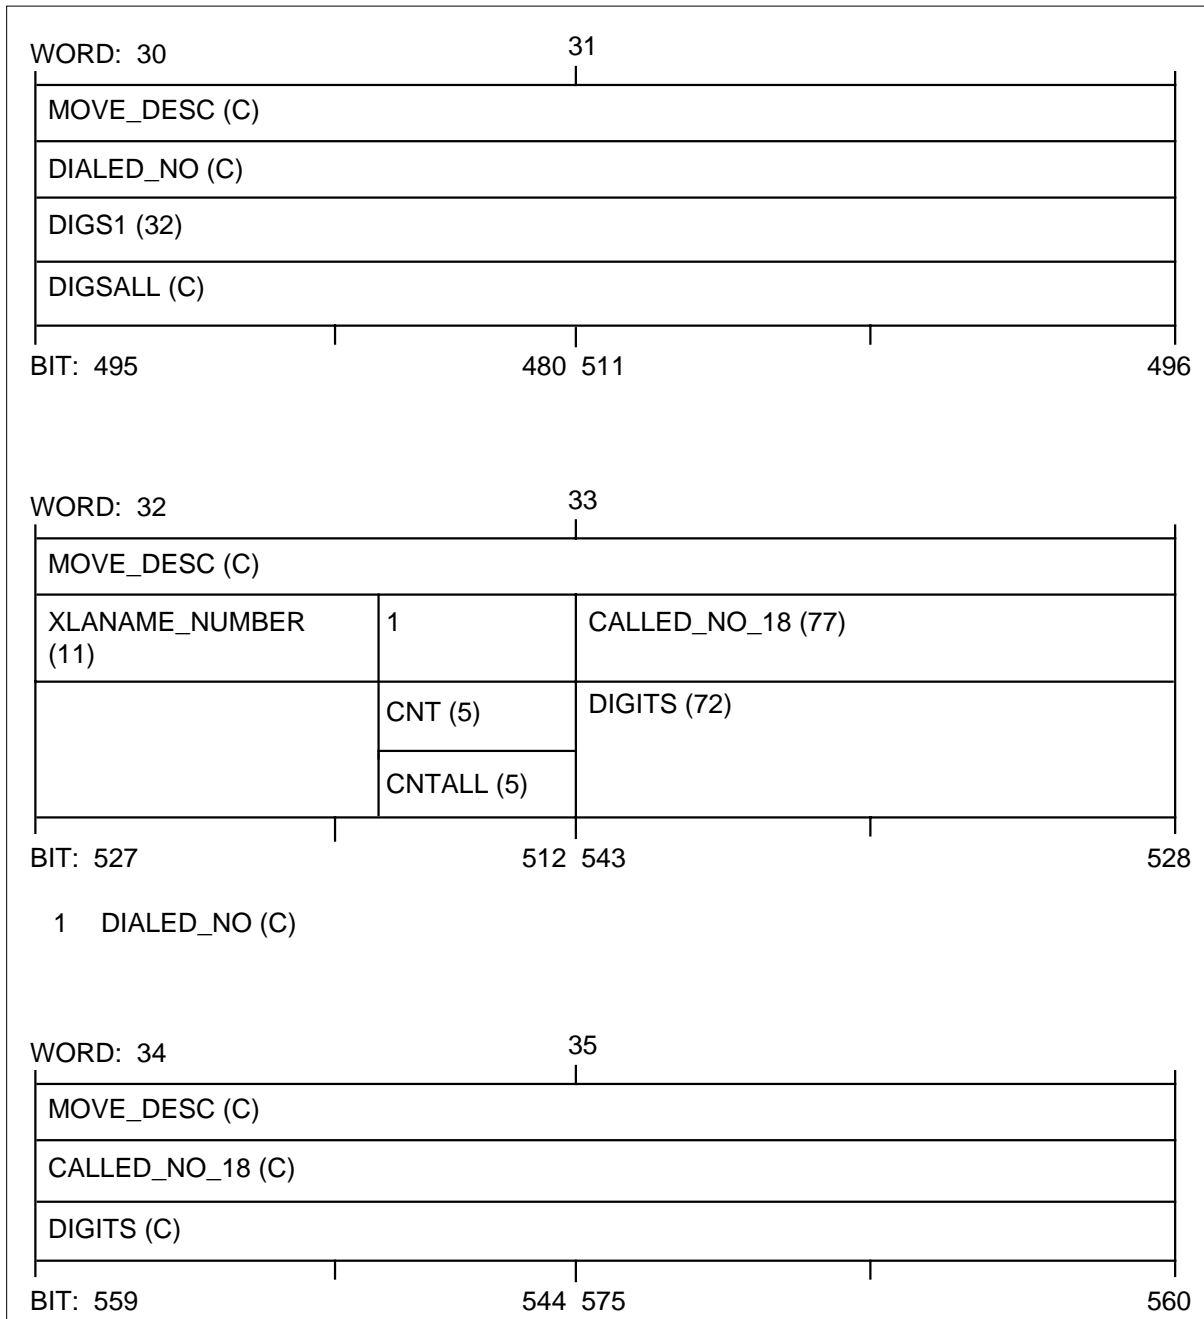 WORD: 30 31
MOVE_DESC (C)
DIALED_NO (C)
DIGS1 (32)
DIGSALL (C)
BIT: 495 480 511 496
WORD: 32 33
MOVE_DESC (C)
XLANAME_NUMBER
(11)
1
CALLED_NO_18 (77)
CNT (5)
DIGITS (72)
CNTALL (5)
BIT: 527 512 543 528
1 DIALED_NO (C)
WORD: 34 35
MOVE_DESC (C)
CALLED_NO_18 (C)
DIGITS (C)
BIT: 559 544 575 560